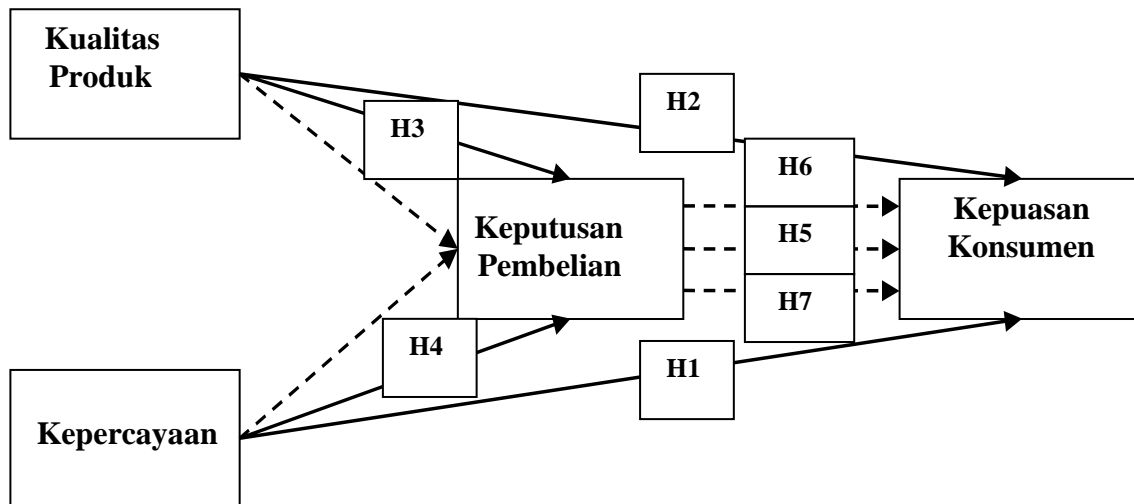 Kualitas
Produk
H2
H3
H6
Keputusan
Pembelian
H5
Kepuasan
Konsumen
H7
H4
H1
Kepercayaan